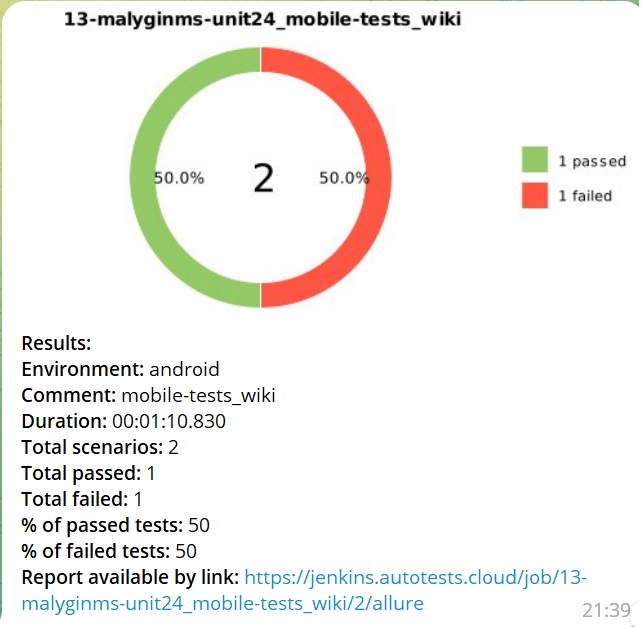 13-malyginms-unit24_mobile-tests_wiki
50.0%
2
50.0%
1 passed
1 failed
Results:
Environment: android
Comment: mobile-tests_wiki
Duration: 00:01:10.830
Total scenarios: 2
Total passed: 1
Total failed: 1
% of passed tests: 50
% of failed tests: 50
Report available by link: https://jenkins.autotests.cloud/job/13-
malyginms-unit24_mobile-tests_wiki/2/allure
21:39